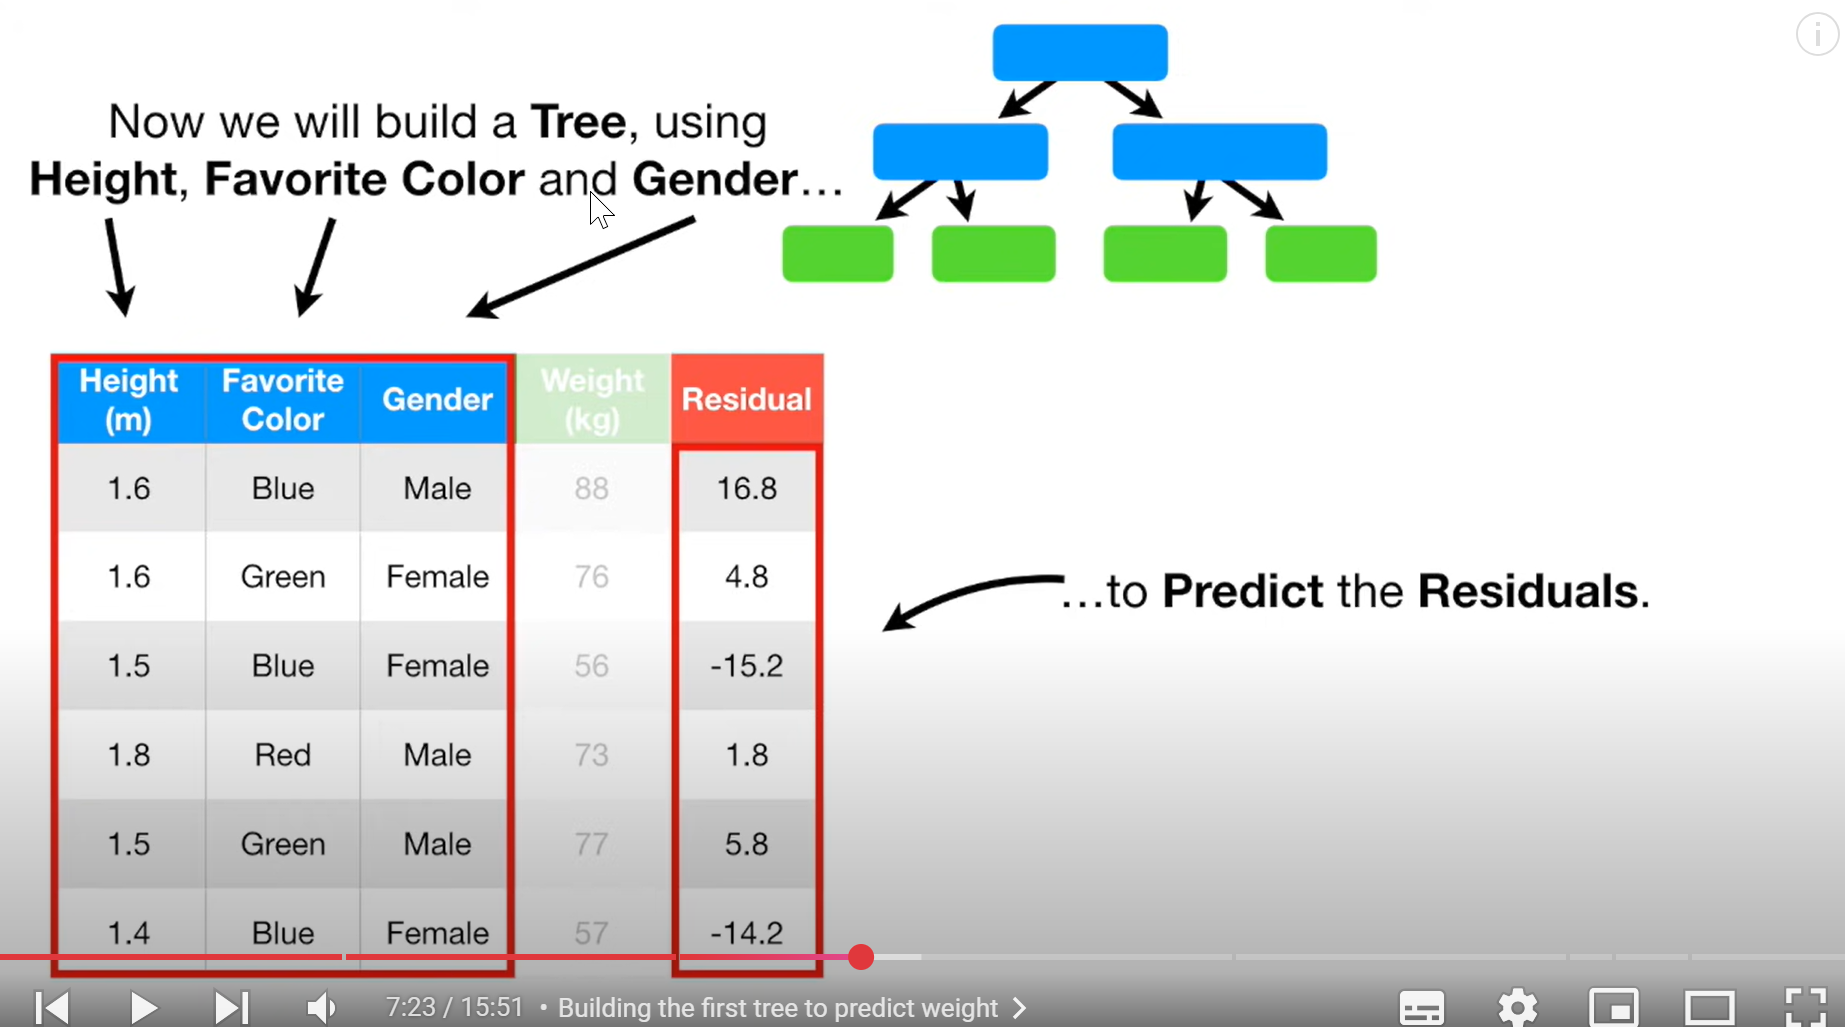 Now we will build a Tree, using
Height, Favorite Color and Gender...
Height (m) Favorite Color Gender Weight (kg) Residual
1.6 Blue Male 88 16.8
1.6 Green Female 76 4.8
1.5 Blue Female 56 -15.2
1.8 Red Male 73 1.8
1.5 Green Male 77 5.8
1.4 Blue Female 57 -14.2
...to Predict the Residuals.
7:23 / 15:51 • Building the first tree to predict weight